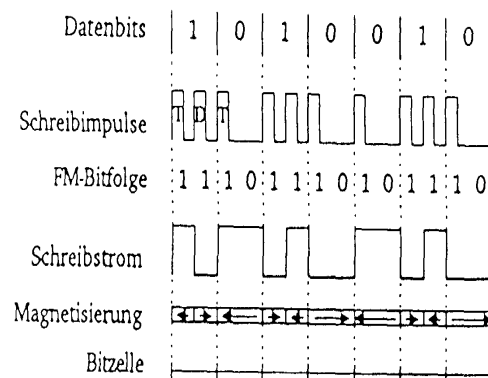 Datenbits 1 0 1 0 0 1 0
Schreibimpulse T D T
FM-Bitfolge 1 1 1 0 1 1 1 0 1 0 1 1 1 0
Schreibstrom
Magnetisierung
Bitzelle